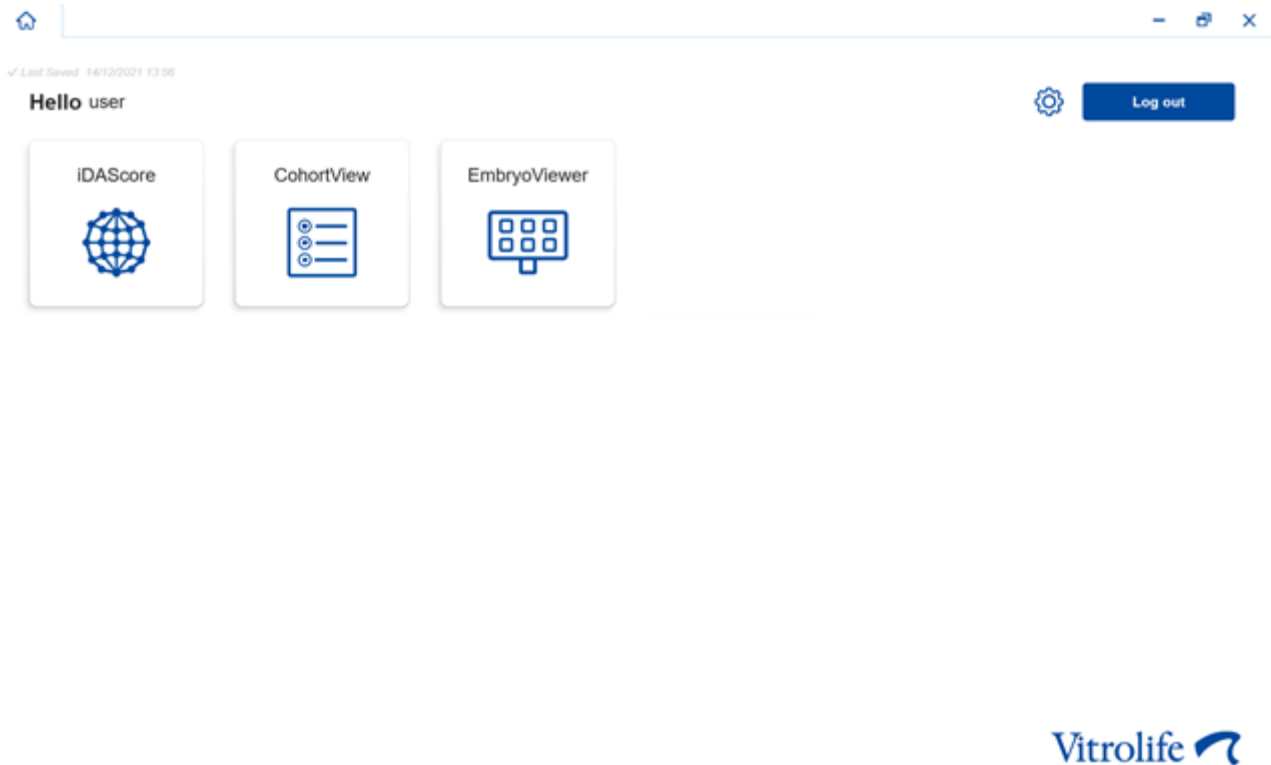 ✓ Last Saved 14/12/2021 13:56
Hello user
Log out
iDAScore
CohortView
EmbryoViewer
Vitrolife